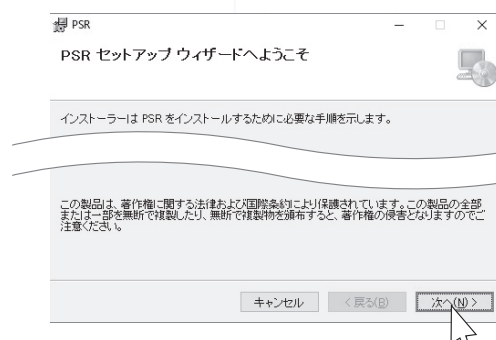 PSR
PSR セットアップ ウィザードへようこそ
インストーラーは PSR をインストールするために必要な手順を示します。
この製品は、著作権に関する法律および国際条約により保護されています。この製品の全部
または一部を無断で複製したり、無断で複製物を頒布すると、著作権の侵害となりますのでご
注意ください。
キャンセル < 戻る(B) 次へ(N) >